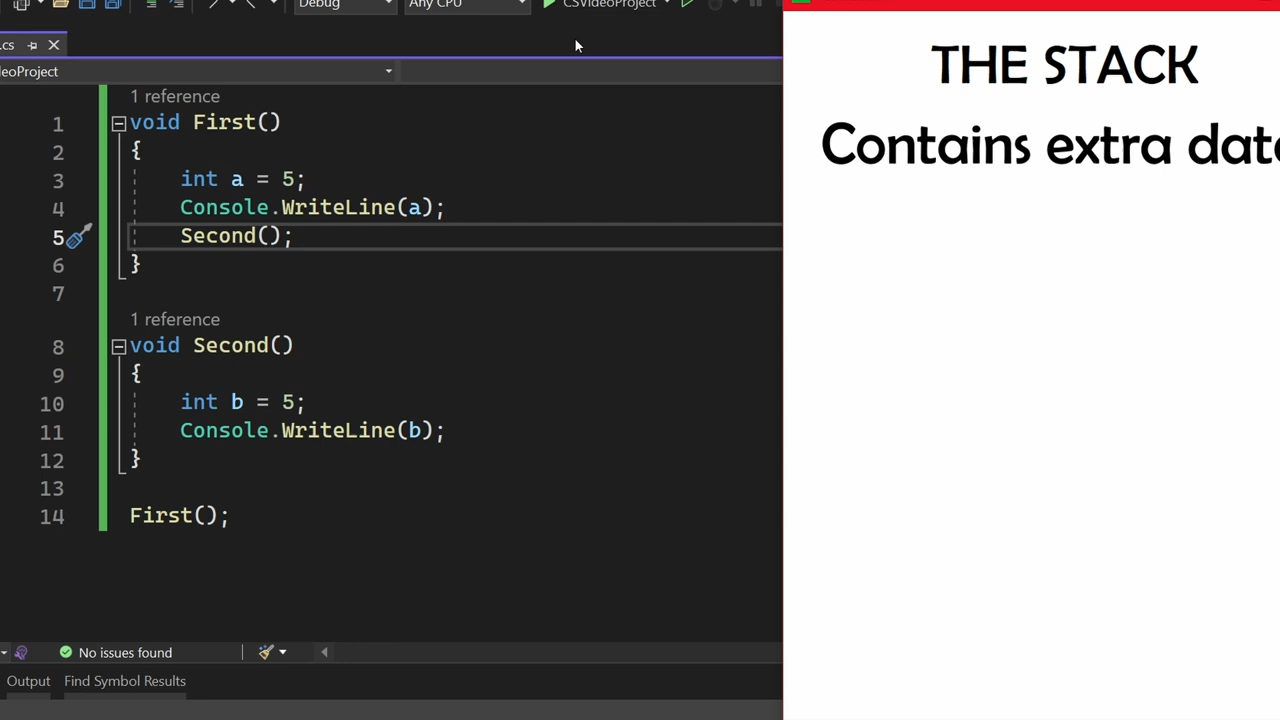 Debug
Any CPU
CSVideoProject
.cs
eoProject
1 reference
1 void First()
2 {
3 int a = 5;
4 Console.WriteLine(a);
5 Second();
6 }
7
1 reference
8 void Second()
9 {
10 int b = 5;
11 Console.WriteLine(b);
12 }
13
14 First();
No issues found
Output Find Symbol Results
THE STACK
Contains extra data